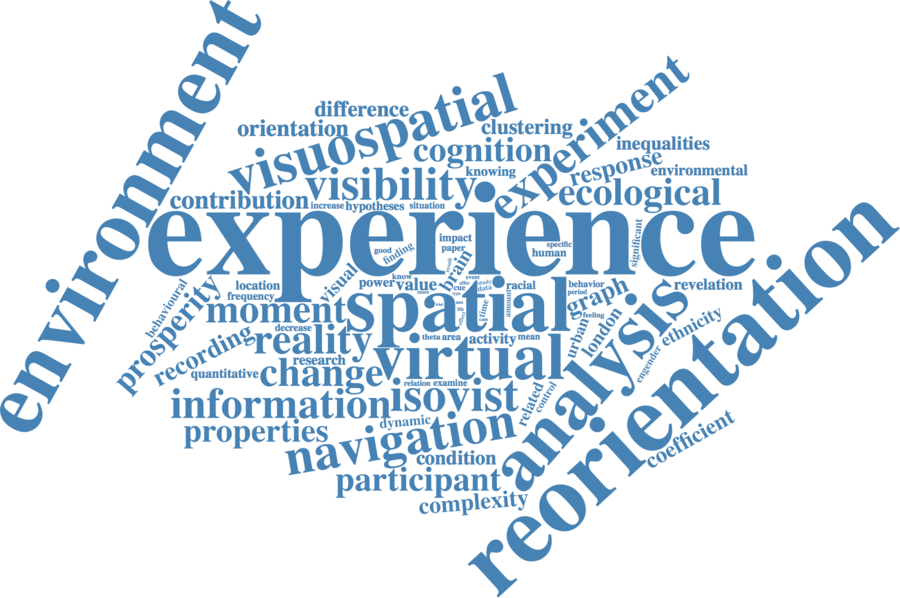 environment
difference
orientation
visuospatial
clustering
experiment
cognition
inequalities
response
knowing
environmental
visibility
ecological
contribution
increase
hypotheses
situation
experience
significant
impact
paper
specific
human
good
finding
brain
visual
location
frequency
power
know
value
event
cue
data
racial
behavior
period
graph
revelation
reorientation
behavioural
prosperity
moment
spatial
time
amount
feeling
urban
london
analysis
ethnicity
engender
recording
decrease
reality
theta
area
activity
mean
virtual
research
quantitative
change
relation
examine
information
isovist
related
control
properties
dynamic
navigation
coefficient
condition
participant
complexity